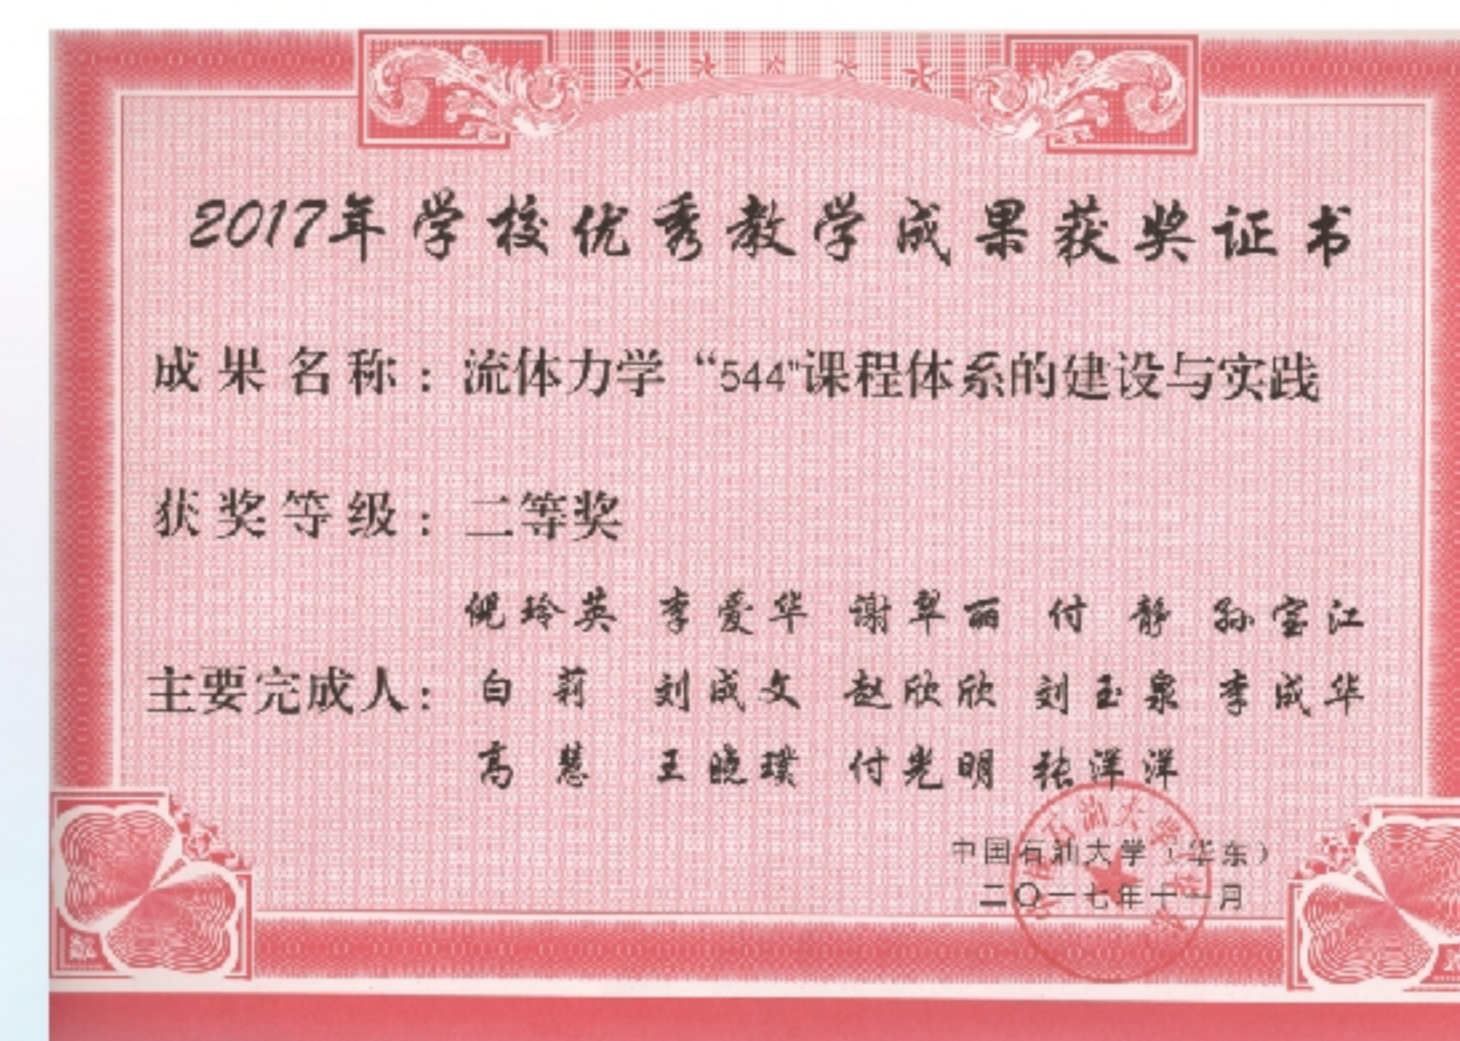 2017年学校优秀教学成果获奖证书
成果名称：流体力学“544"课程体系的建设与实践
获奖等级：二等奖
倪玲英 李爱华 谢翠丽 付静 孙宝江
主要完成人：白莉 刘成文 赵欣欣 刘玉泉 李成华
高慧 王晓璞 付光明 张洋洋
中国石油大学（华东）
二〇一七年十一月